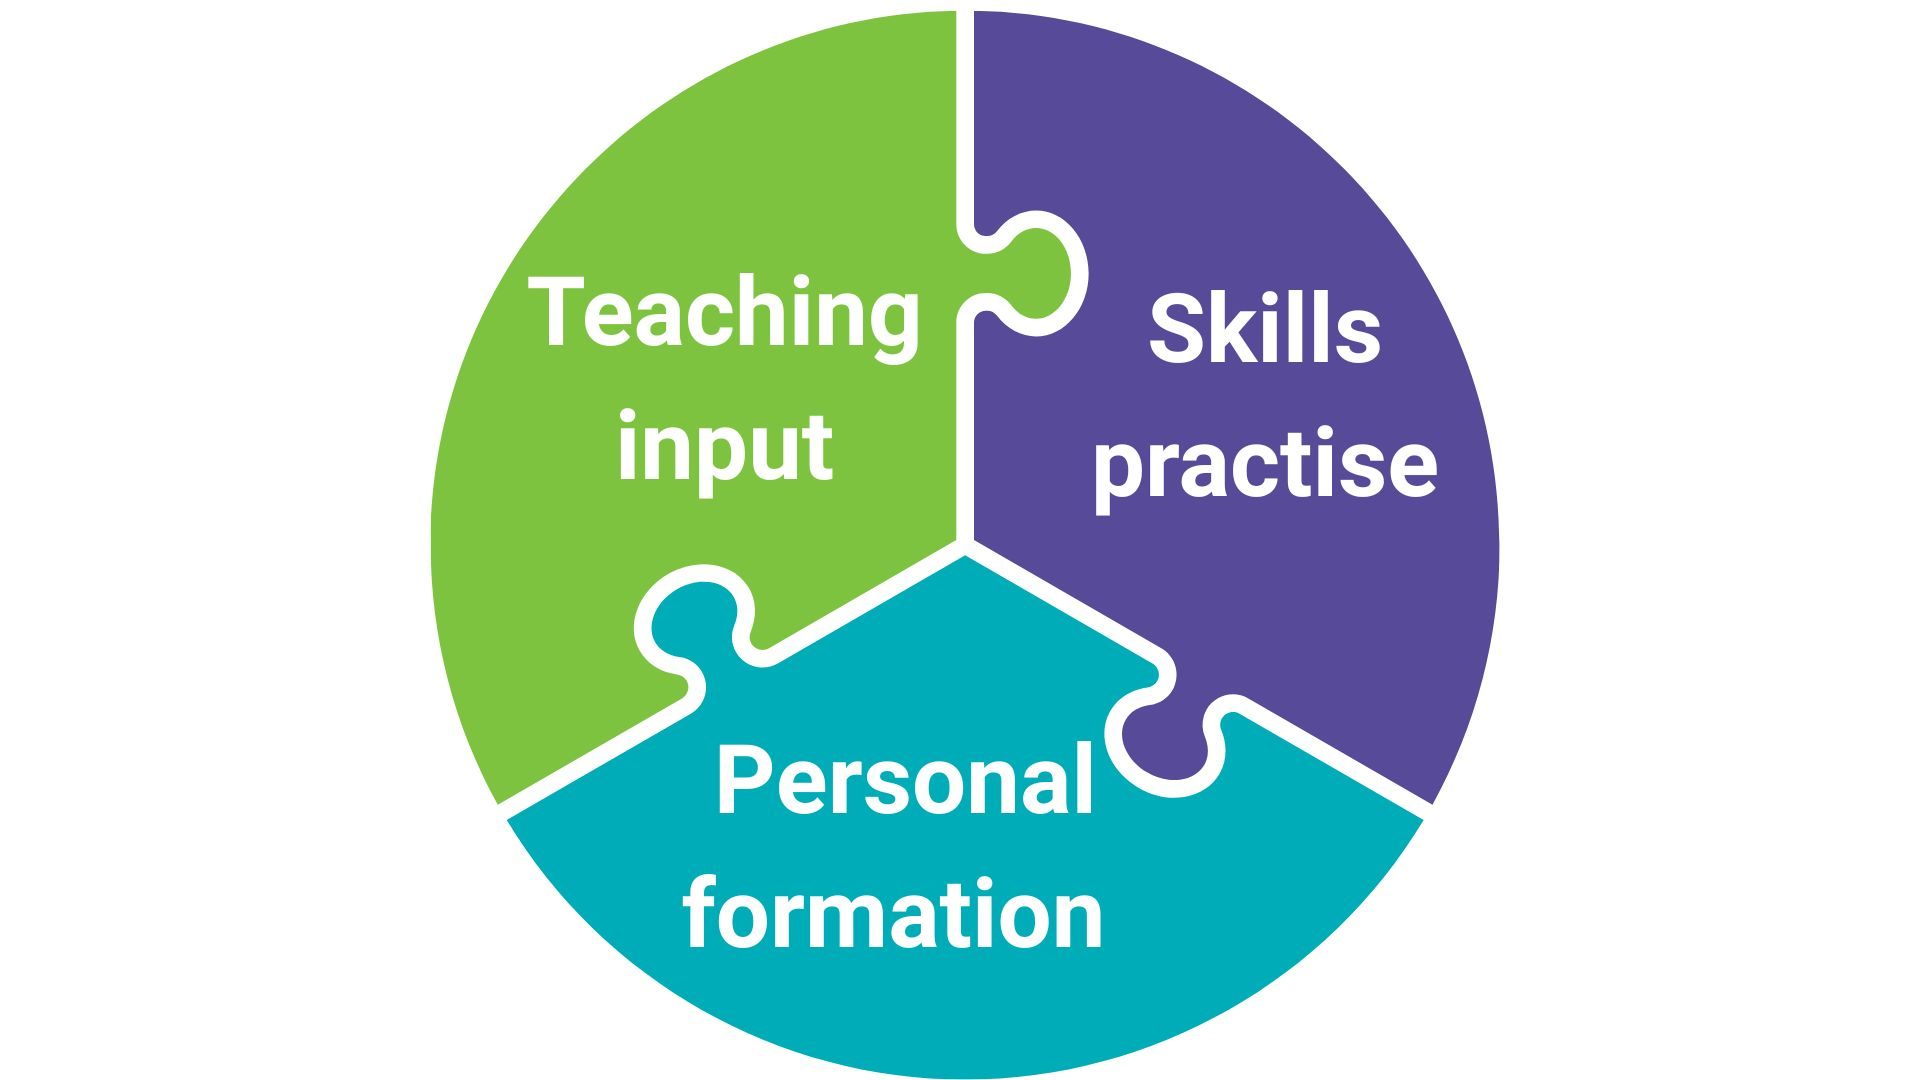 Teaching
input
Skills
practise
Personal
formation